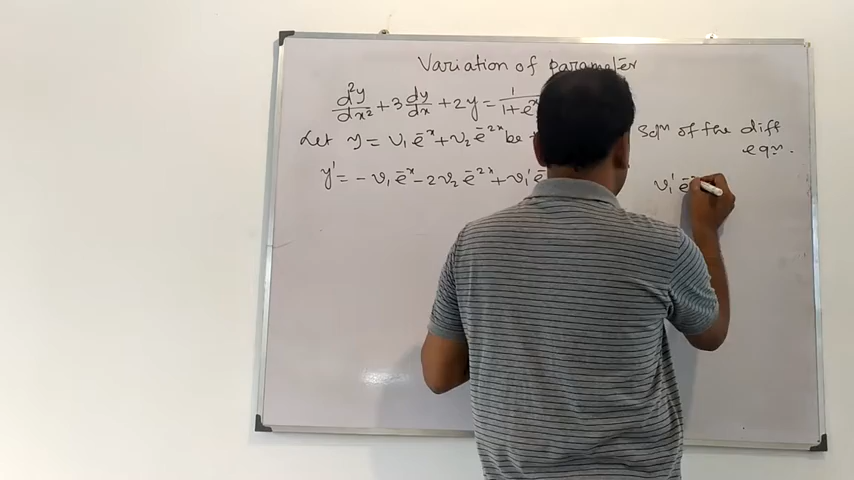 Variation of parameter
d²y/dx² + 3 dy/dx + 2y = 1/1+e^x
Let y = v₁e^-x + v₂e^-2x be Solⁿ of the diff
eqⁿ.
y' = -v₁e^-x - 2v₂e^-2x + v₁'e v₁'e